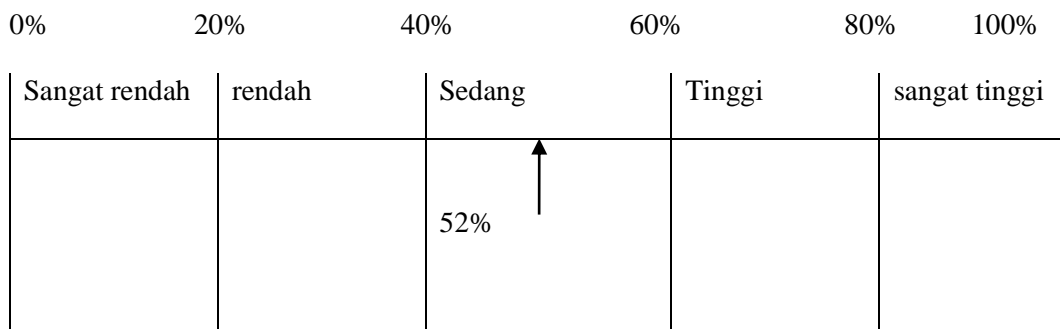 0% 20% 40% 60% 80% 100%
Sangat rendah rendah Sedang Tinggi sangat tinggi
52%